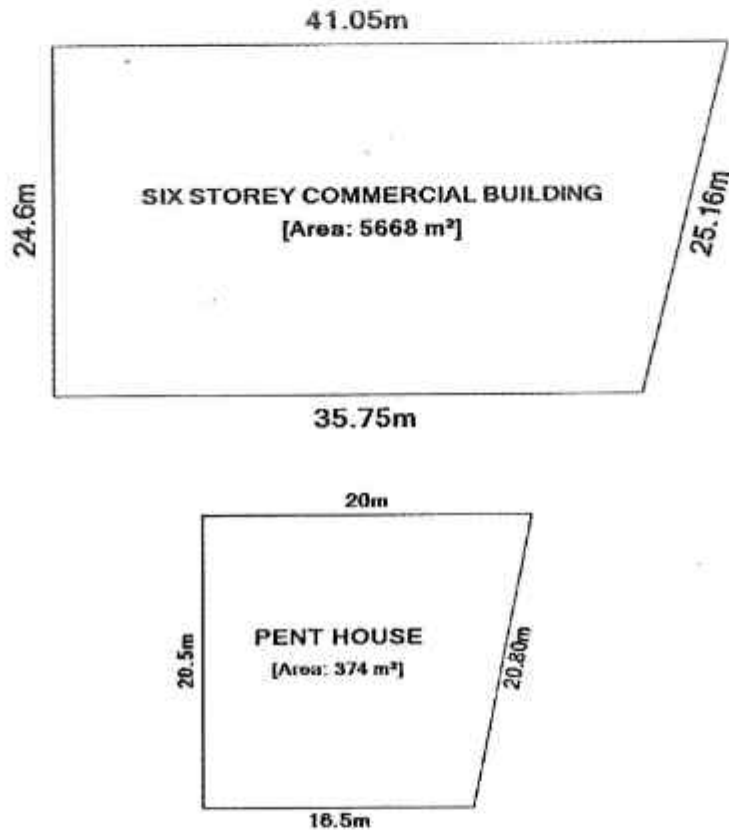 41.05m
24.6m
SIX STOREY COMMERCIAL BUILDING
[Area: 5668 m²]
25.16m
35.75m
20m
20.5m
PENT HOUSE
[Area: 374 m²]
20.80m
16.5m